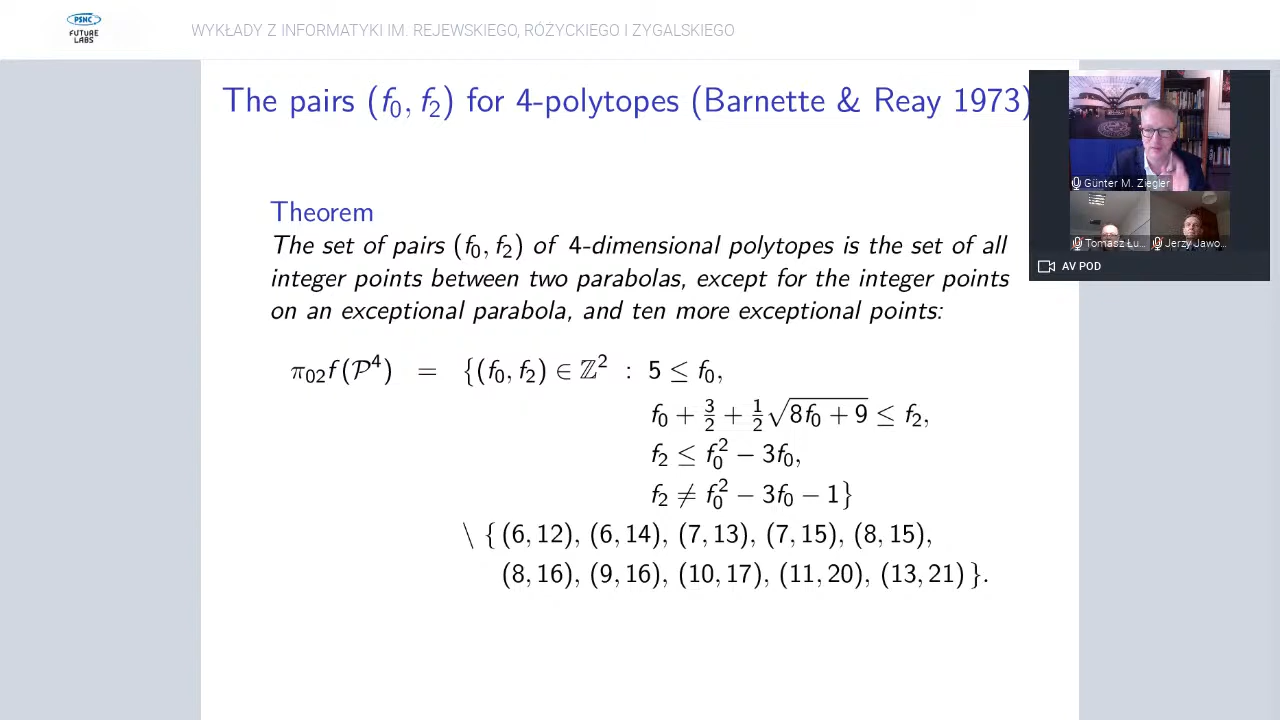 PSNC
FUTURE
LABS
WYKŁADY Z INFORMATYKI IM. REJEWSKIEGO, RÓŻYCKIEGO I ZYGALSKIEGO
The pairs (f₀, f₂) for 4-polytopes (Barnette & Reay 1973)
Theorem
The set of pairs (f₀, f₂) of 4-dimensional polytopes is the set of all
integer points between two parabolas, except for the integer points
on an exceptional parabola, and ten more exceptional points:
π₀₂f(𝒫⁴) = {(f₀, f₂) ∈ ℤ² : 5 ≤ f₀,
f₀ + 3/2 + 1/2√(8f₀ + 9) ≤ f₂,
f₂ ≤ f₀² − 3f₀,
f₂ ≠ f₀² − 3f₀ − 1}
\ { (6, 12), (6, 14), (7, 13), (7, 15), (8, 15),
(8, 16), (9, 16), (10, 17), (11, 20), (13, 21) }.
Günter M. Ziegler
Tomasz Łu...
Jerzy Jawo...
AV POD